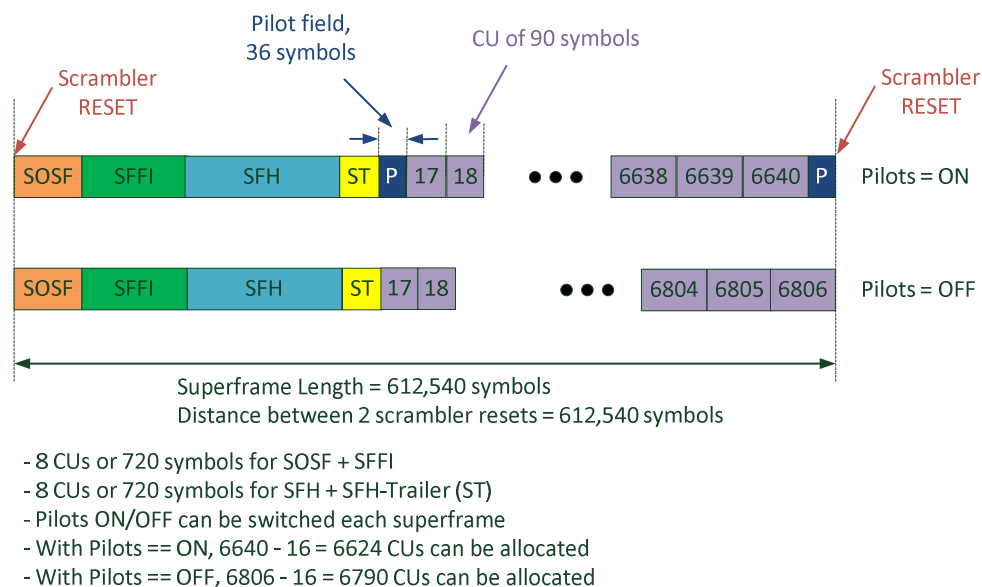 Pilot field,
36 symbols
CU of 90 symbols
Scrambler
RESET
Scrambler
RESET
SOSF SFFI SFH ST P 17 18 ●●● 6638 6639 6640 P Pilots = ON
SOSF SFFI SFH ST 17 18 ●●● 6804 6805 6806 Pilots = OFF
Superframe Length = 612,540 symbols
Distance between 2 scrambler resets = 612,540 symbols
- 8 CUs or 720 symbols for SOSF + SFFI
- 8 CUs or 720 symbols for SFH + SFH-Trailer (ST)
- Pilots ON/OFF can be switched each superframe
- With Pilots == ON, 6640 - 16 = 6624 CUs can be allocated
- With Pilots == OFF, 6806 - 16 = 6790 CUs can be allocated